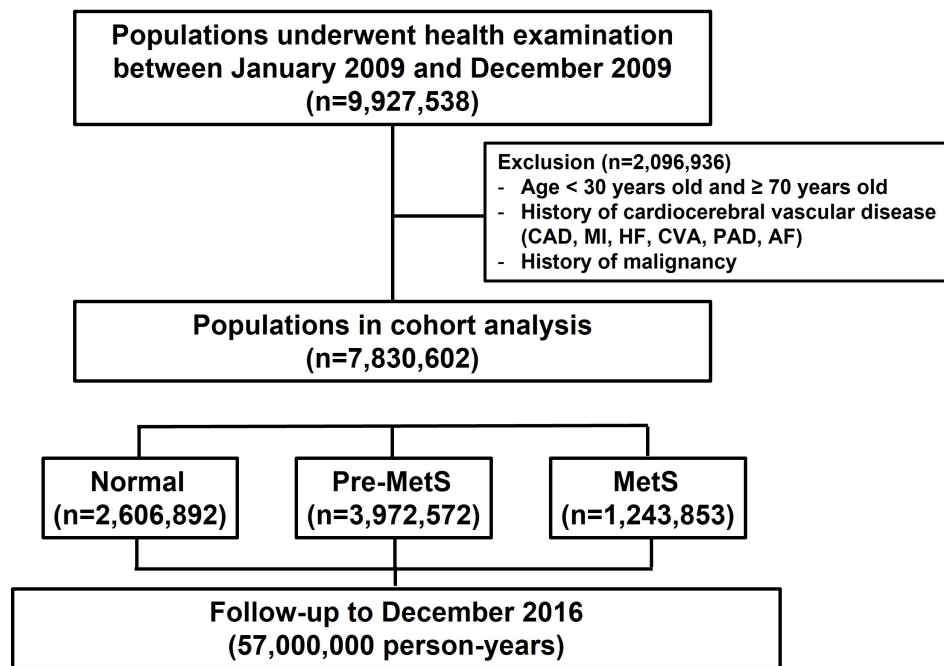 Populations underwent health examination
between January 2009 and December 2009
(n=9,927,538)
Exclusion (n=2,096,936)
- Age < 30 years old and ≥ 70 years old
- History of cardiocerebral vascular disease
(CAD, MI, HF, CVA, PAD, AF)
- History of malignancy
Populations in cohort analysis
(n=7,830,602)
Normal
(n=2,606,892)
Pre-MetS
(n=3,972,572)
MetS
(n=1,243,853)
Follow-up to December 2016
(57,000,000 person-years)